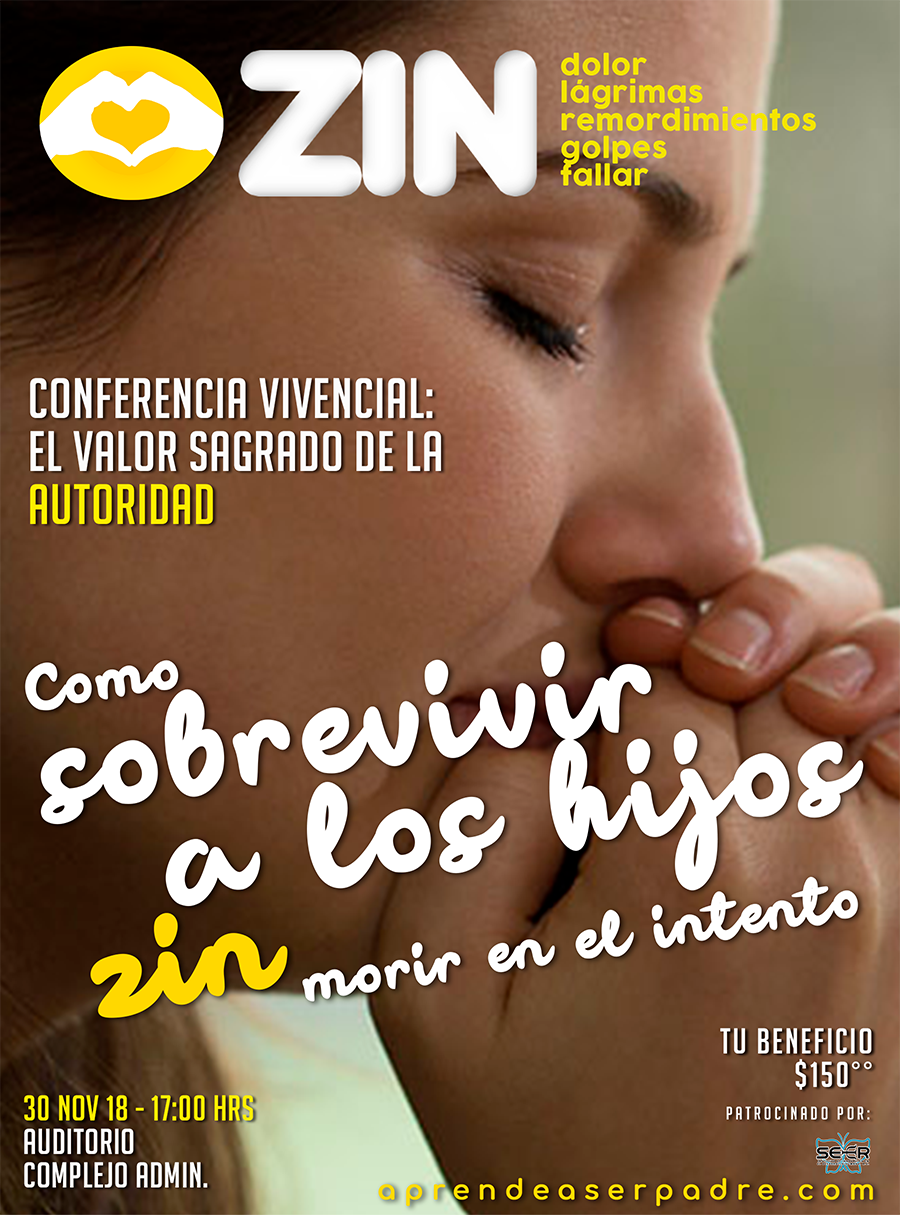 ZIN
dolor
lágrimas
remordimientos
golpes
fallar
CONFERENCIA VIVENCIAL:
EL VALOR SAGRADO DE LA
AUTORIDAD
Como
sobrevivir
a los hijos
zin morir en el intento
TU BENEFICIO
$150°°
PATROCINADO POR:
SEER
30 NOV 18 - 17:00 HRS
AUDITORIO
COMPLEJO ADMIN.
aprendeaserpadre.com